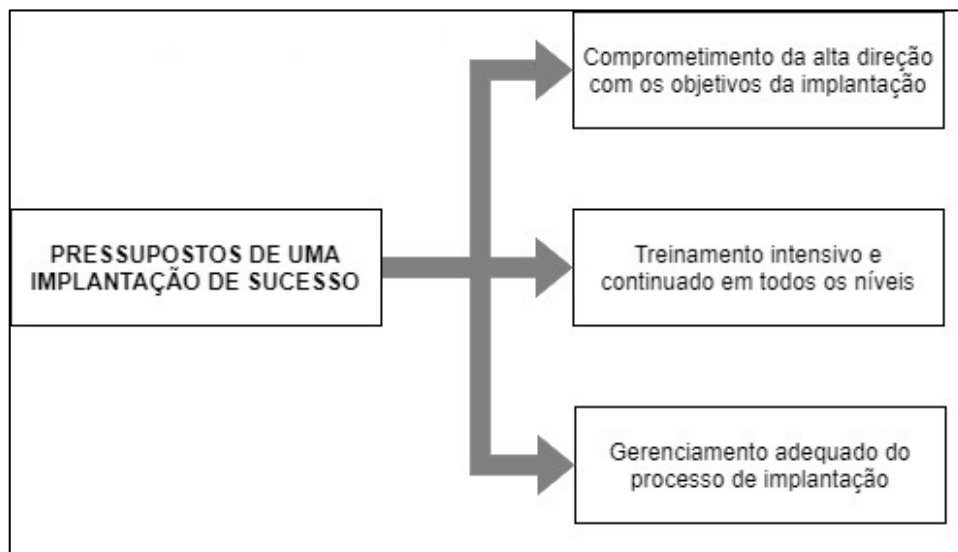 Comprometimento da alta direção
com os objetivos da implantação
PRESSUPOSTOS DE UMA
IMPLANTAÇÃO DE SUCESSO
Treinamento intensivo e
continuado em todos os níveis
Gerenciamento adequado do
processo de implantação